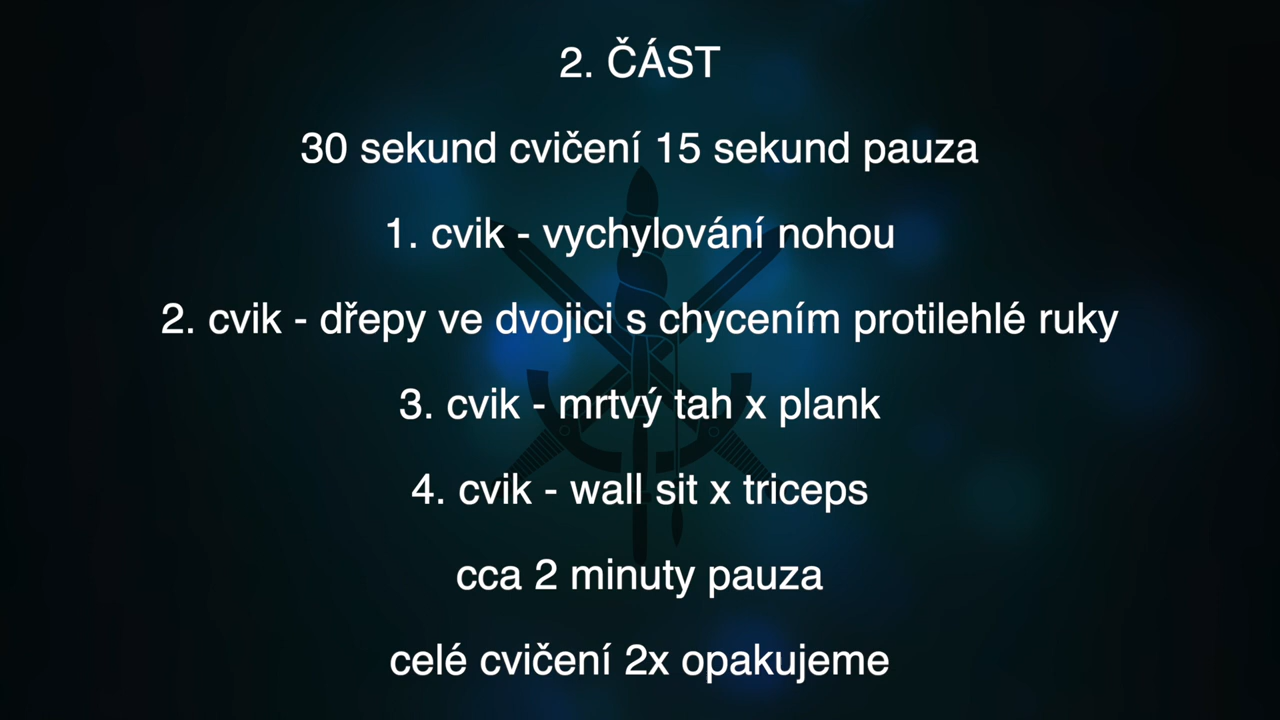 2. ČÁST
30 sekund cvičení 15 sekund pauza
1. cvik - vychylování nohou
2. cvik - dřepy ve dvojici s chycením protilehlé ruky
3. cvik - mrtvý tah x plank
4. cvik - wall sit x triceps
cca 2 minuty pauza
celé cvičení 2x opakujeme